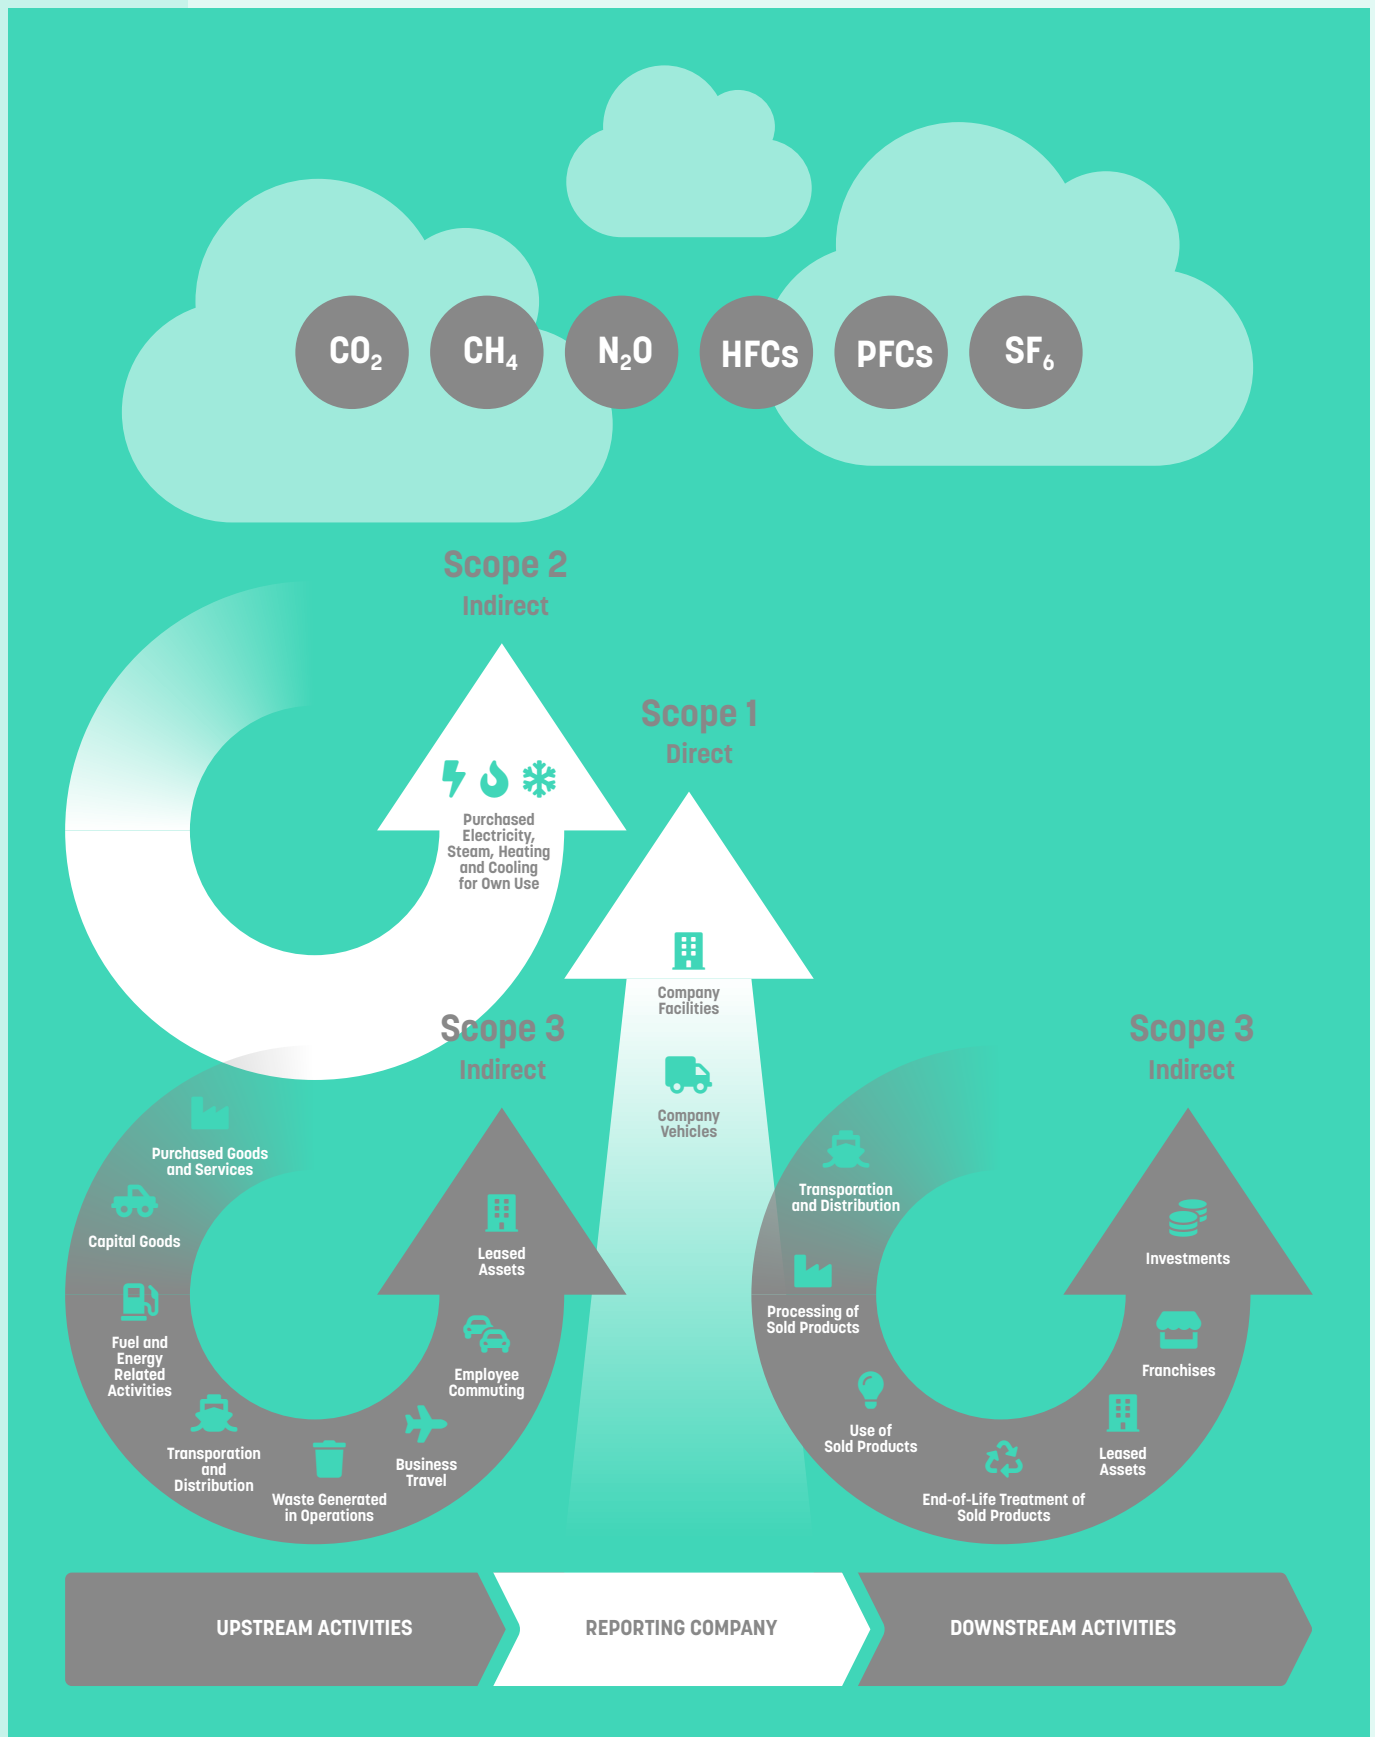 CO₂
CH₄
N₂O
HFCs
PFCs
SF₆
Scope 2
Indirect
Purchased
Electricity,
Steam, Heating
and Cooling
for Own Use
Scope 1
Direct
Company
Facilities
Company
Vehicles
Scope 3
Indirect
Purchased Goods
and Services
Capital Goods
Fuel and
Energy
Related
Activities
Transporation
and
Distribution
Waste Generated
in Operations
Business
Travel
Employee
Commuting
Leased
Assets
Scope 3
Indirect
Transporation
and Distribution
Processing of
Sold Products
Use of
Sold Products
End-of-Life Treatment of
Sold Products
Leased
Assets
Franchises
Investments
UPSTREAM ACTIVITIES
REPORTING COMPANY
DOWNSTREAM ACTIVITIES